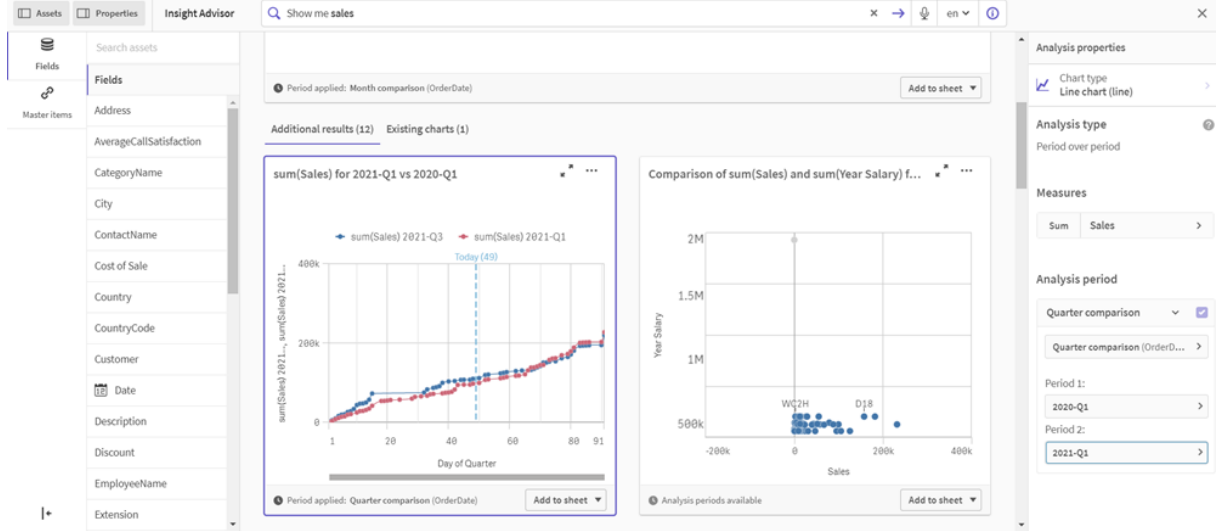 Assets Properties Insight Advisor Show me sales en
Fields
Master items
Search assets
Fields
Address
AverageCallSatisfaction
CategoryName
City
ContactName
Cost of Sale
Country
CountryCode
Customer
Date
Description
Discount
EmployeeName
Extension
Period applied: Month comparison (OrderDate) Add to sheet
Additional results (12) Existing charts (1)
sum(Sales) for 2021-Q1 vs 2020-Q1
sum(Sales) 2021-Q3 sum(Sales) 2021-Q1
Today (49)
sum(Sales) 2021..., sum(Sales) 2021...
400k
200k
0
1 20 40 60 80 91
Day of Quarter
Period applied: Quarter comparison (OrderDate) Add to sheet
Comparison of sum(Sales) and sum(Year Salary) f...
Year Salary
2M
1.5M
1M
500k
WC2H D18
-200k 0 200k 400k
Sales
Analysis periods available Add to sheet
Analysis properties
Chart type
Line chart (line)
Analysis type
Period over period
Measures
Sum Sales
Analysis period
Quarter comparison
Quarter comparison (OrderD...
Period 1:
2020-Q1
Period 2:
2021-Q1